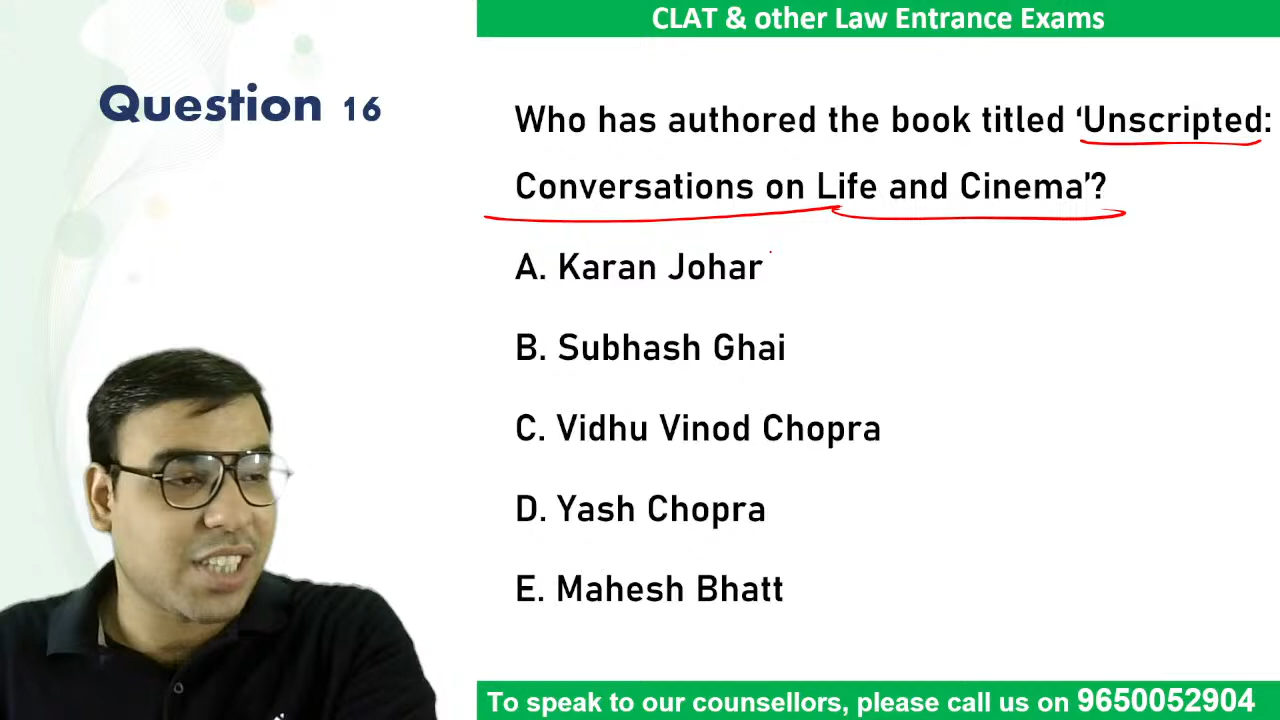 CLAT & other Law Entrance Exams
Question 16
Who has authored the book titled ‘Unscripted:
Conversations on Life and Cinema’?
A. Karan Johar
B. Subhash Ghai
C. Vidhu Vinod Chopra
D. Yash Chopra
E. Mahesh Bhatt
To speak to our counsellors, please call us on 9650052904